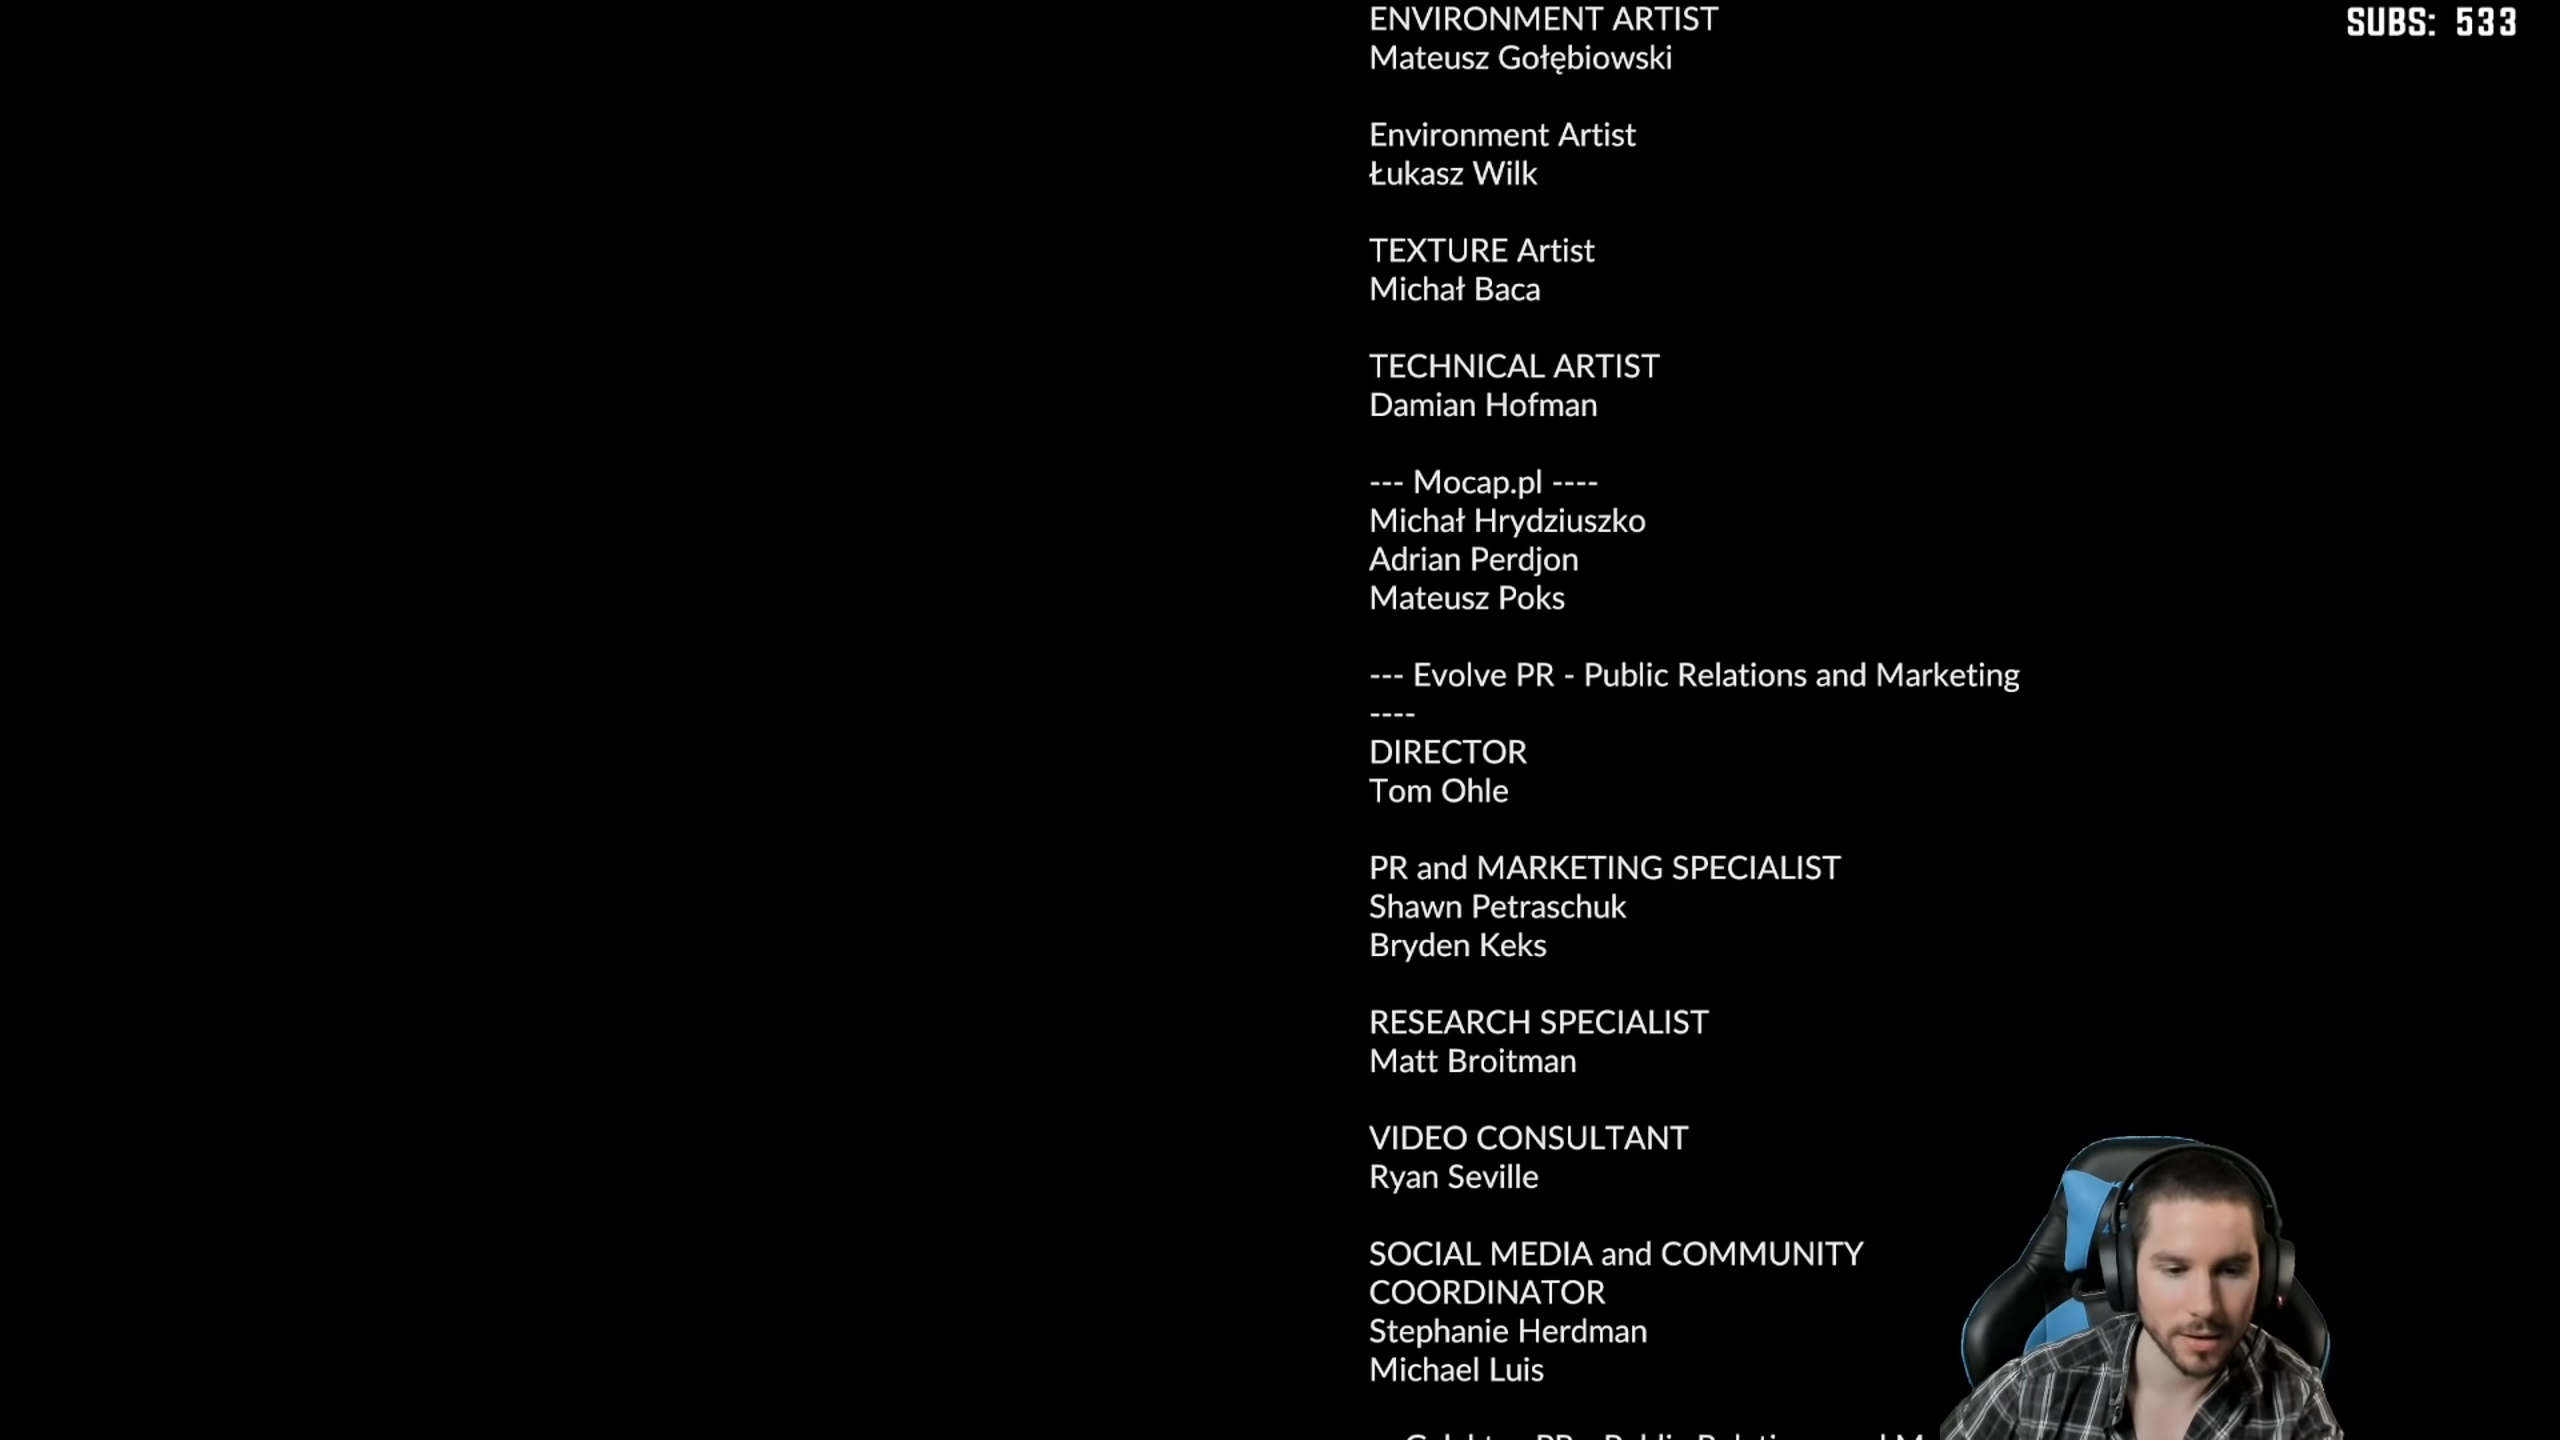 SUBS: 533
ENVIRONMENT ARTIST
Mateusz Gołębiowski
Environment Artist
Łukasz Wilk
TEXTURE Artist
Michał Baca
TECHNICAL ARTIST
Damian Hofman
--- Mocap.pl ----
Michał Hrydziuszko
Adrian Perdjon
Mateusz Poks
--- Evolve PR - Public Relations and Marketing
----
DIRECTOR
Tom Ohle
PR and MARKETING SPECIALIST
Shawn Petraschuk
Bryden Keks
RESEARCH SPECIALIST
Matt Broitman
VIDEO CONSULTANT
Ryan Seville
SOCIAL MEDIA and COMMUNITY
COORDINATOR
Stephanie Herdman
Michael Luis